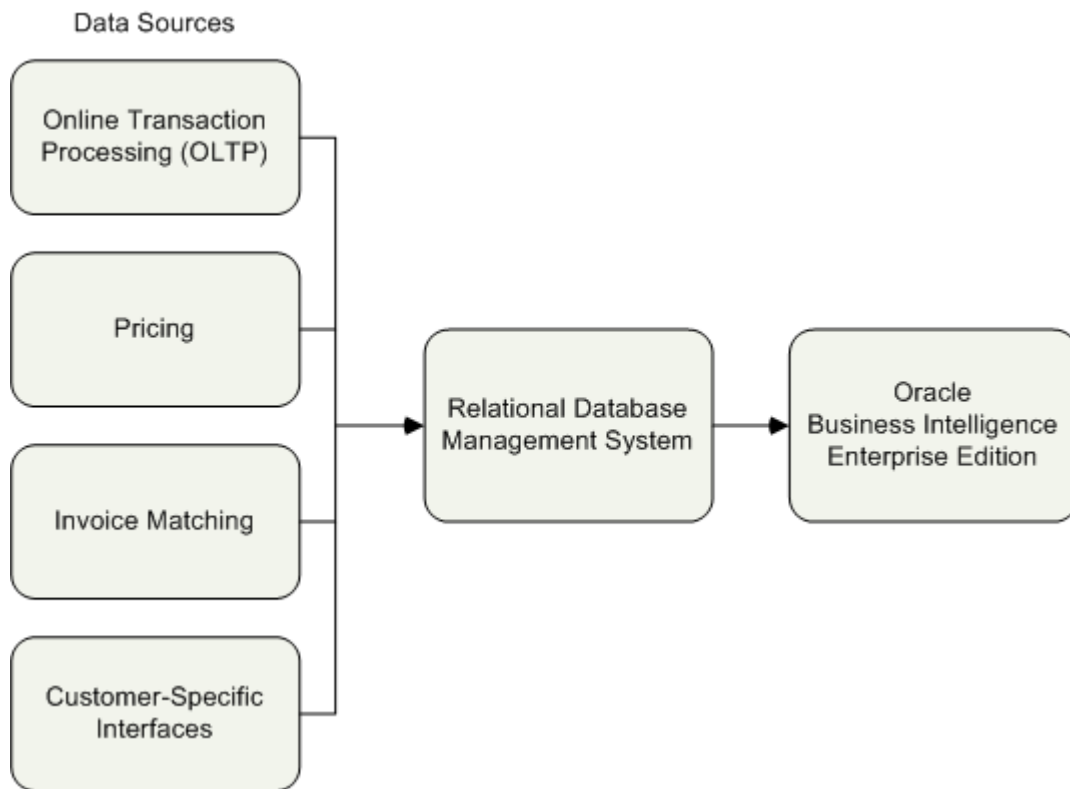 Data Sources
Online Transaction
Processing (OLTP)
Pricing
Invoice Matching
Customer-Specific
Interfaces
Relational Database
Management System
Oracle
Business Intelligence
Enterprise Edition